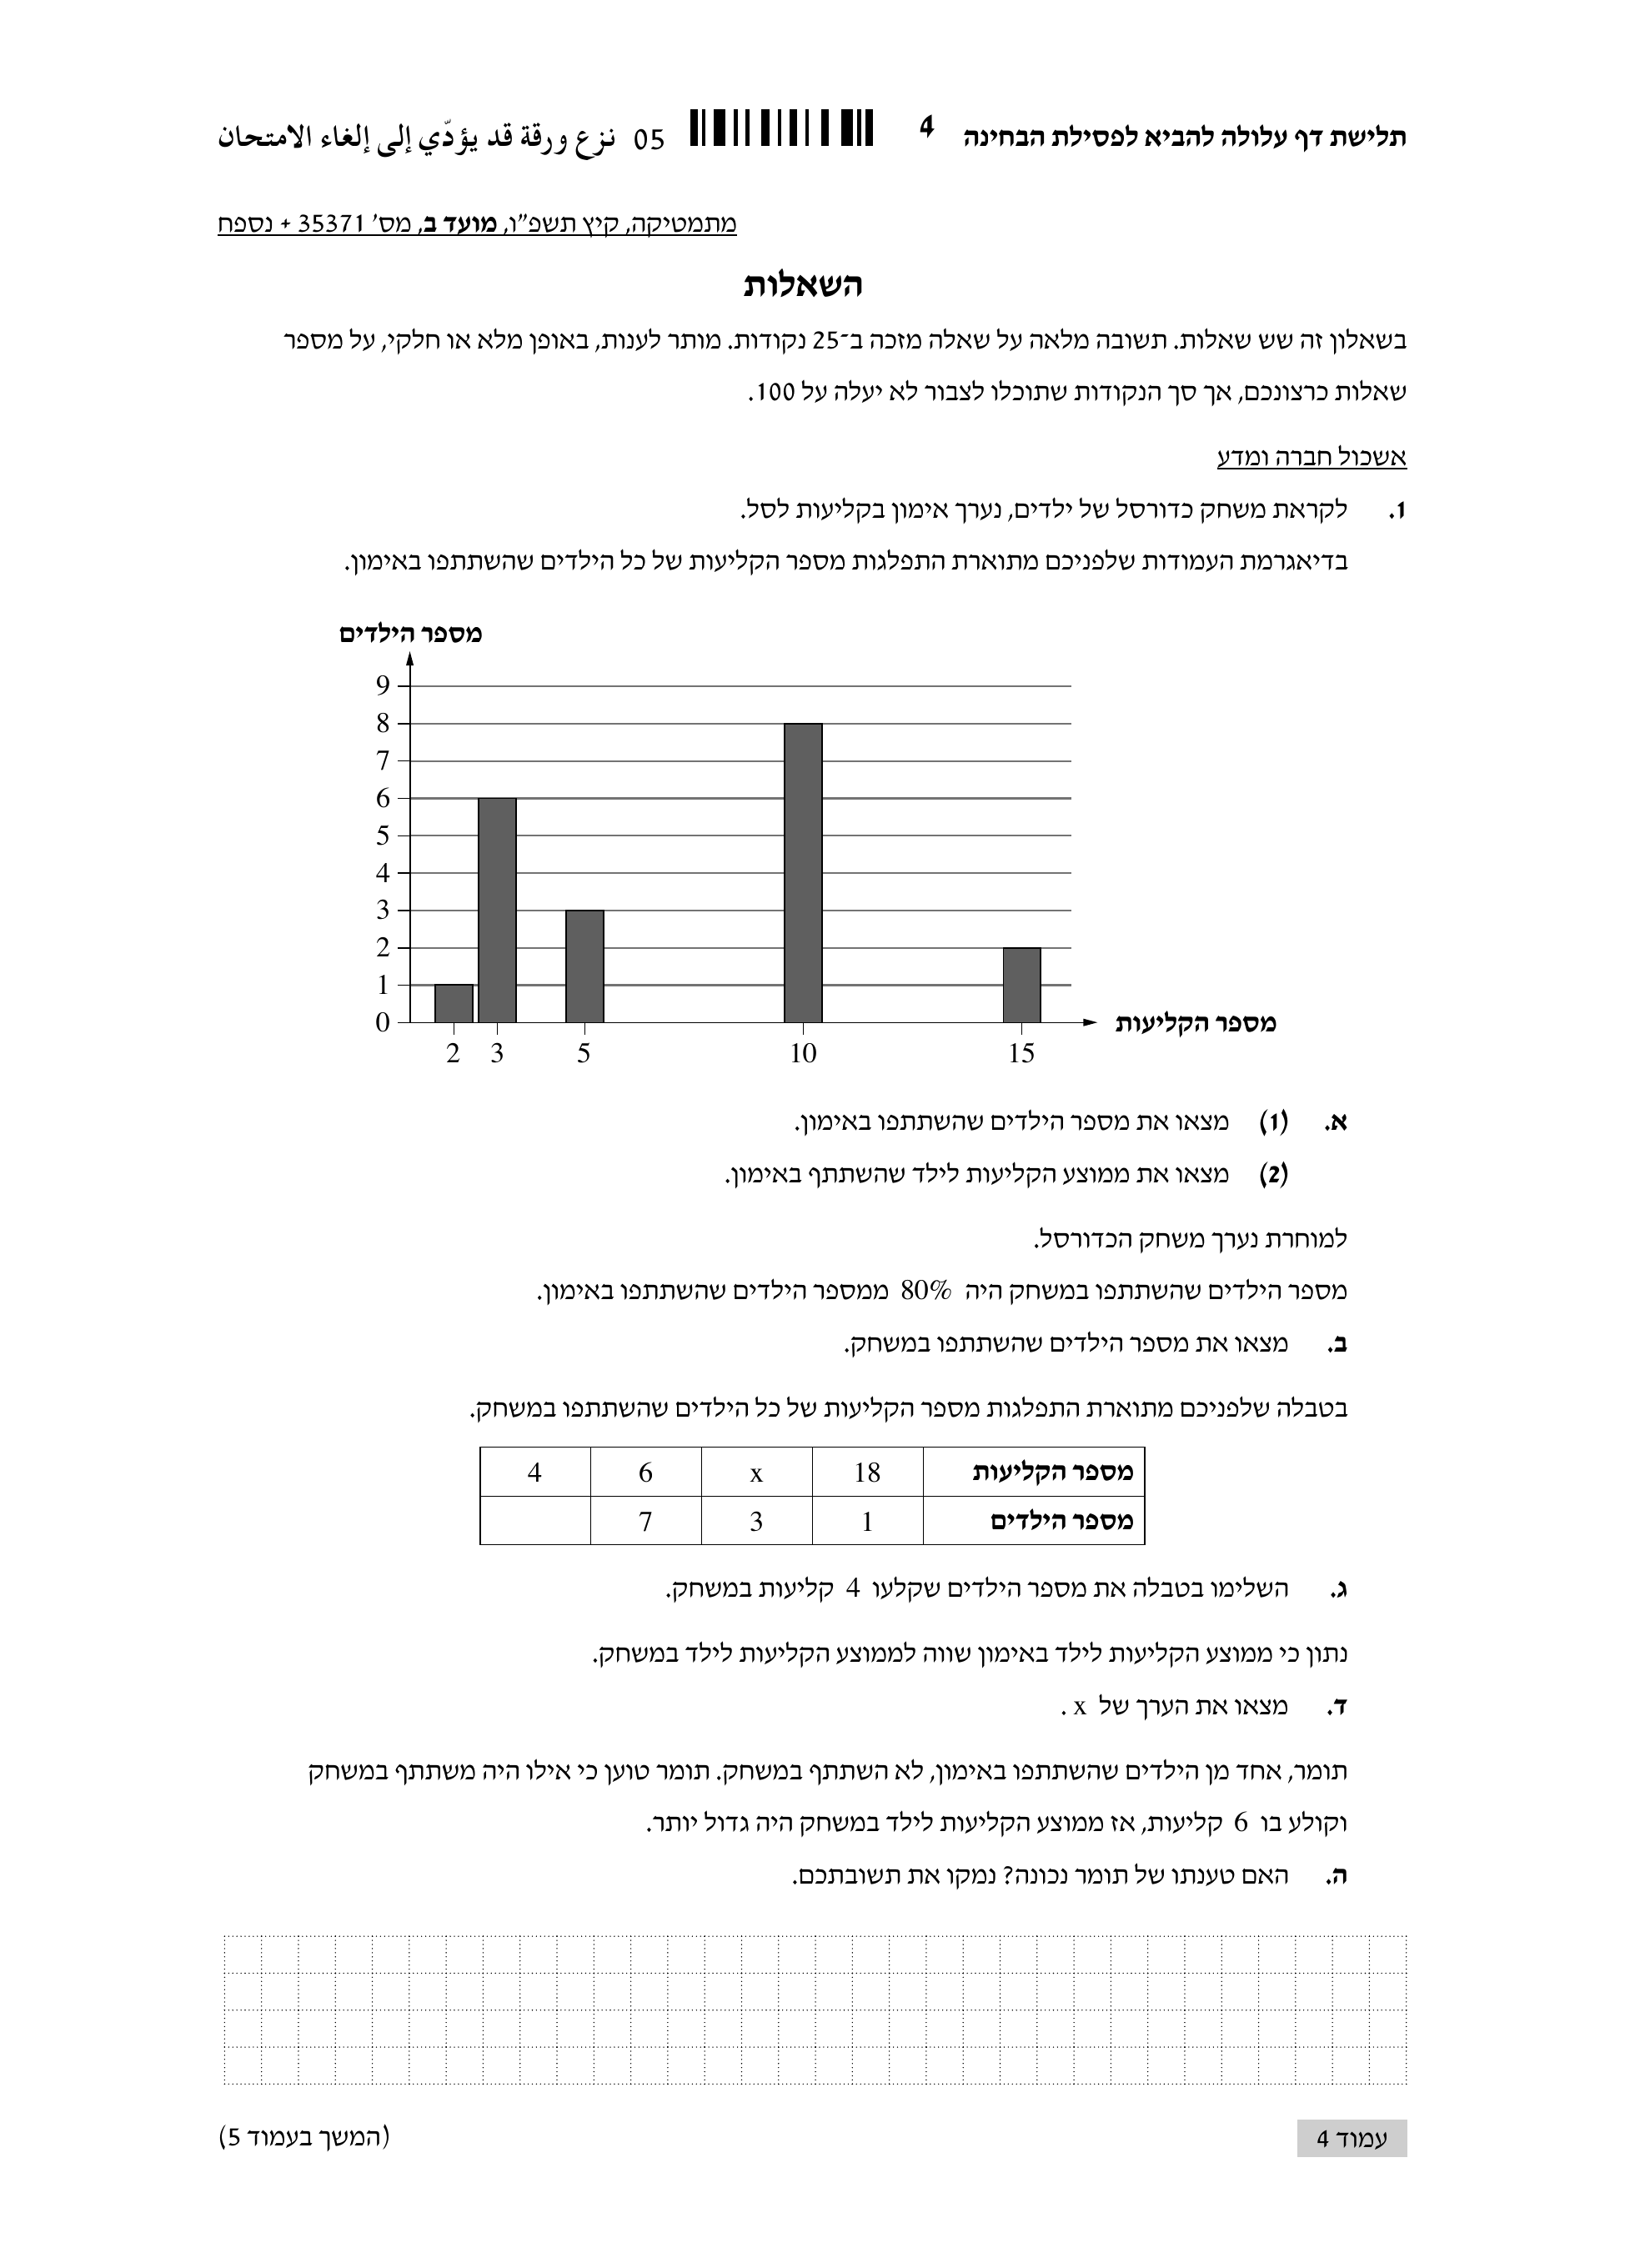 תלישת דף עלולה להביא לפסילת הבחינה 4 05 نزع ورقة قد يؤدّي إلى إلغاء الامتحان
מתמטיקה, קיץ תשפ"ו, מועד ב, מס' 35371 + נספח
השאלות
בשאלון זה שש שאלות. תשובה מלאה על שאלה מזכה ב־25 נקודות. מותר לענות, באופן מלא או חלקי, על מספר
שאלות כרצונכם, אך סך הנקודות שתוכלו לצבור לא יעלה על 100.
אשכול חברה ומדע
1. לקראת משחק כדורסל של ילדים, נערך אימון בקליעות לסל.
בדיאגרמת העמודות שלפניכם מתוארת התפלגות מספר הקליעות של כל הילדים שהשתתפו באימון.
מספר הילדים
9
8
7
6
5
4
3
2
1
0
מספר הקליעות
2 3 5 10 15
א. (1) מצאו את מספר הילדים שהשתתפו באימון.
(2) מצאו את ממוצע הקליעות לילד שהשתתף באימון.
למוחרת נערך משחק הכדורסל.
מספר הילדים שהשתתפו במשחק היה 80% ממספר הילדים שהשתתפו באימון.
ב. מצאו את מספר הילדים שהשתתפו במשחק.
בטבלה שלפניכם מתוארת התפלגות מספר הקליעות של כל הילדים שהשתתפו במשחק.
מספר הקליעות 18 x 6 4
מספר הילדים 1 3 7
ג. השלימו בטבלה את מספר הילדים שקלעו 4 קליעות במשחק.
נתון כי ממוצע הקליעות לילד באימון שווה לממוצע הקליעות לילד במשחק.
ד. מצאו את הערך של x .
תומר, אחד מן הילדים שהשתתפו באימון, לא השתתף במשחק. תומר טוען כי אילו היה משתתף במשחק
וקולע בו 6 קליעות, אז ממוצע הקליעות לילד במשחק היה גדול יותר.
ה. האם טענתו של תומר נכונה? נמקו את תשובתכם.
עמוד 4
(המשך בעמוד 5)